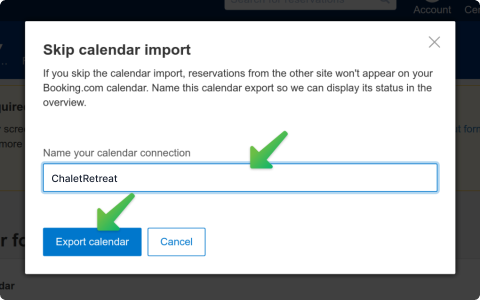 Account
Skip calendar import
If you skip the calendar import, reservations from the other site won't appear on your
Booking.com calendar. Name this calendar export so we can display its status in the
overview.
Name your calendar connection
ChaletRetreat
Export calendar
Cancel
more